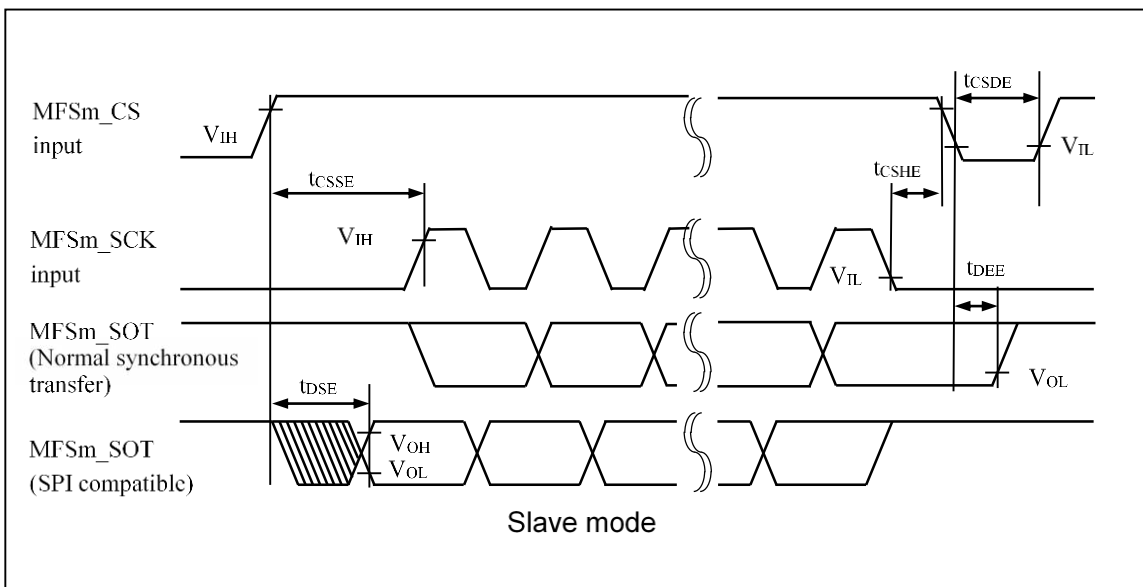 MFSm_CS
input
VIH
tCSDE
VIL
tCSSE
tCSHE
MFSm_SCK
input
VIH
VIL
tDEE
MFSm_SOT
(Normal synchronous
transfer)
VOL
tDSE
MFSm_SOT
(SPI compatible)
VOH
VOL
Slave mode